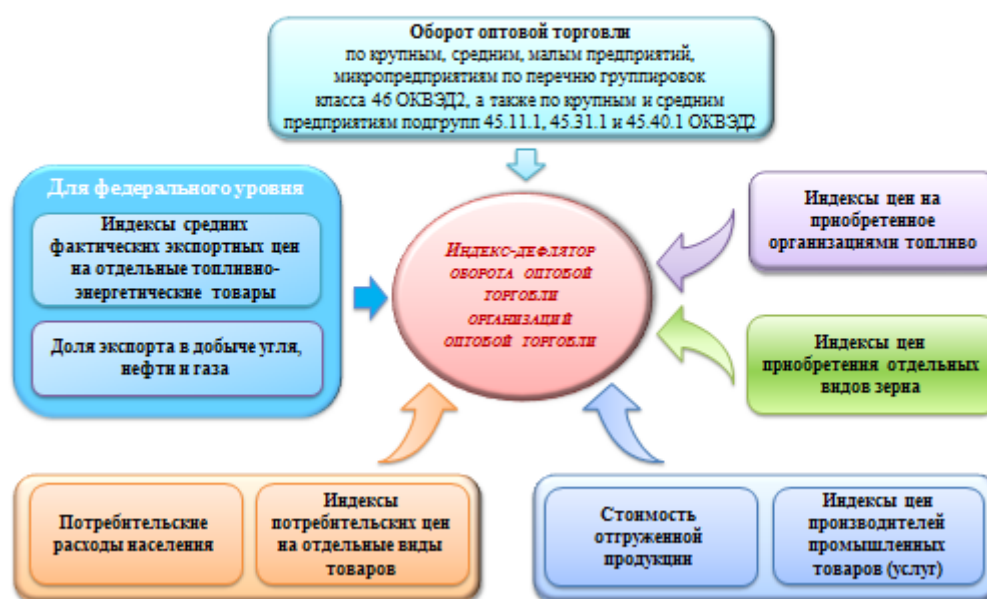 Оборот оптовой торговли
по крупным, средним, малым предприятий,
микропредприятиям по перечню группировок
класса 46 ОКВЭД2, а также по крупным и средним
предприятиям подгрупп 45.11.1, 45.31.1 и 45.40.1 ОКВЭД2
Для федерального уровня
Индексы средних
фактических экспортных цен
на отдельные топливно-
энергетические товары
Доля экспорта в добыче угля,
нефти и газа
Индекс-дефлятор
оборота оптовой
торговли
организаций
оптовой торговли
Индексы цен на
приобретенное
организациями топливо
Индексы цен
приобретения отдельных
видов зерна
Потребительские
расходы населения
Индексы
потребительских цен
на отдельные виды
товаров
Стоимость
отгруженной
продукции
Индексы цен
производителей
промышленных
товаров (услуг)